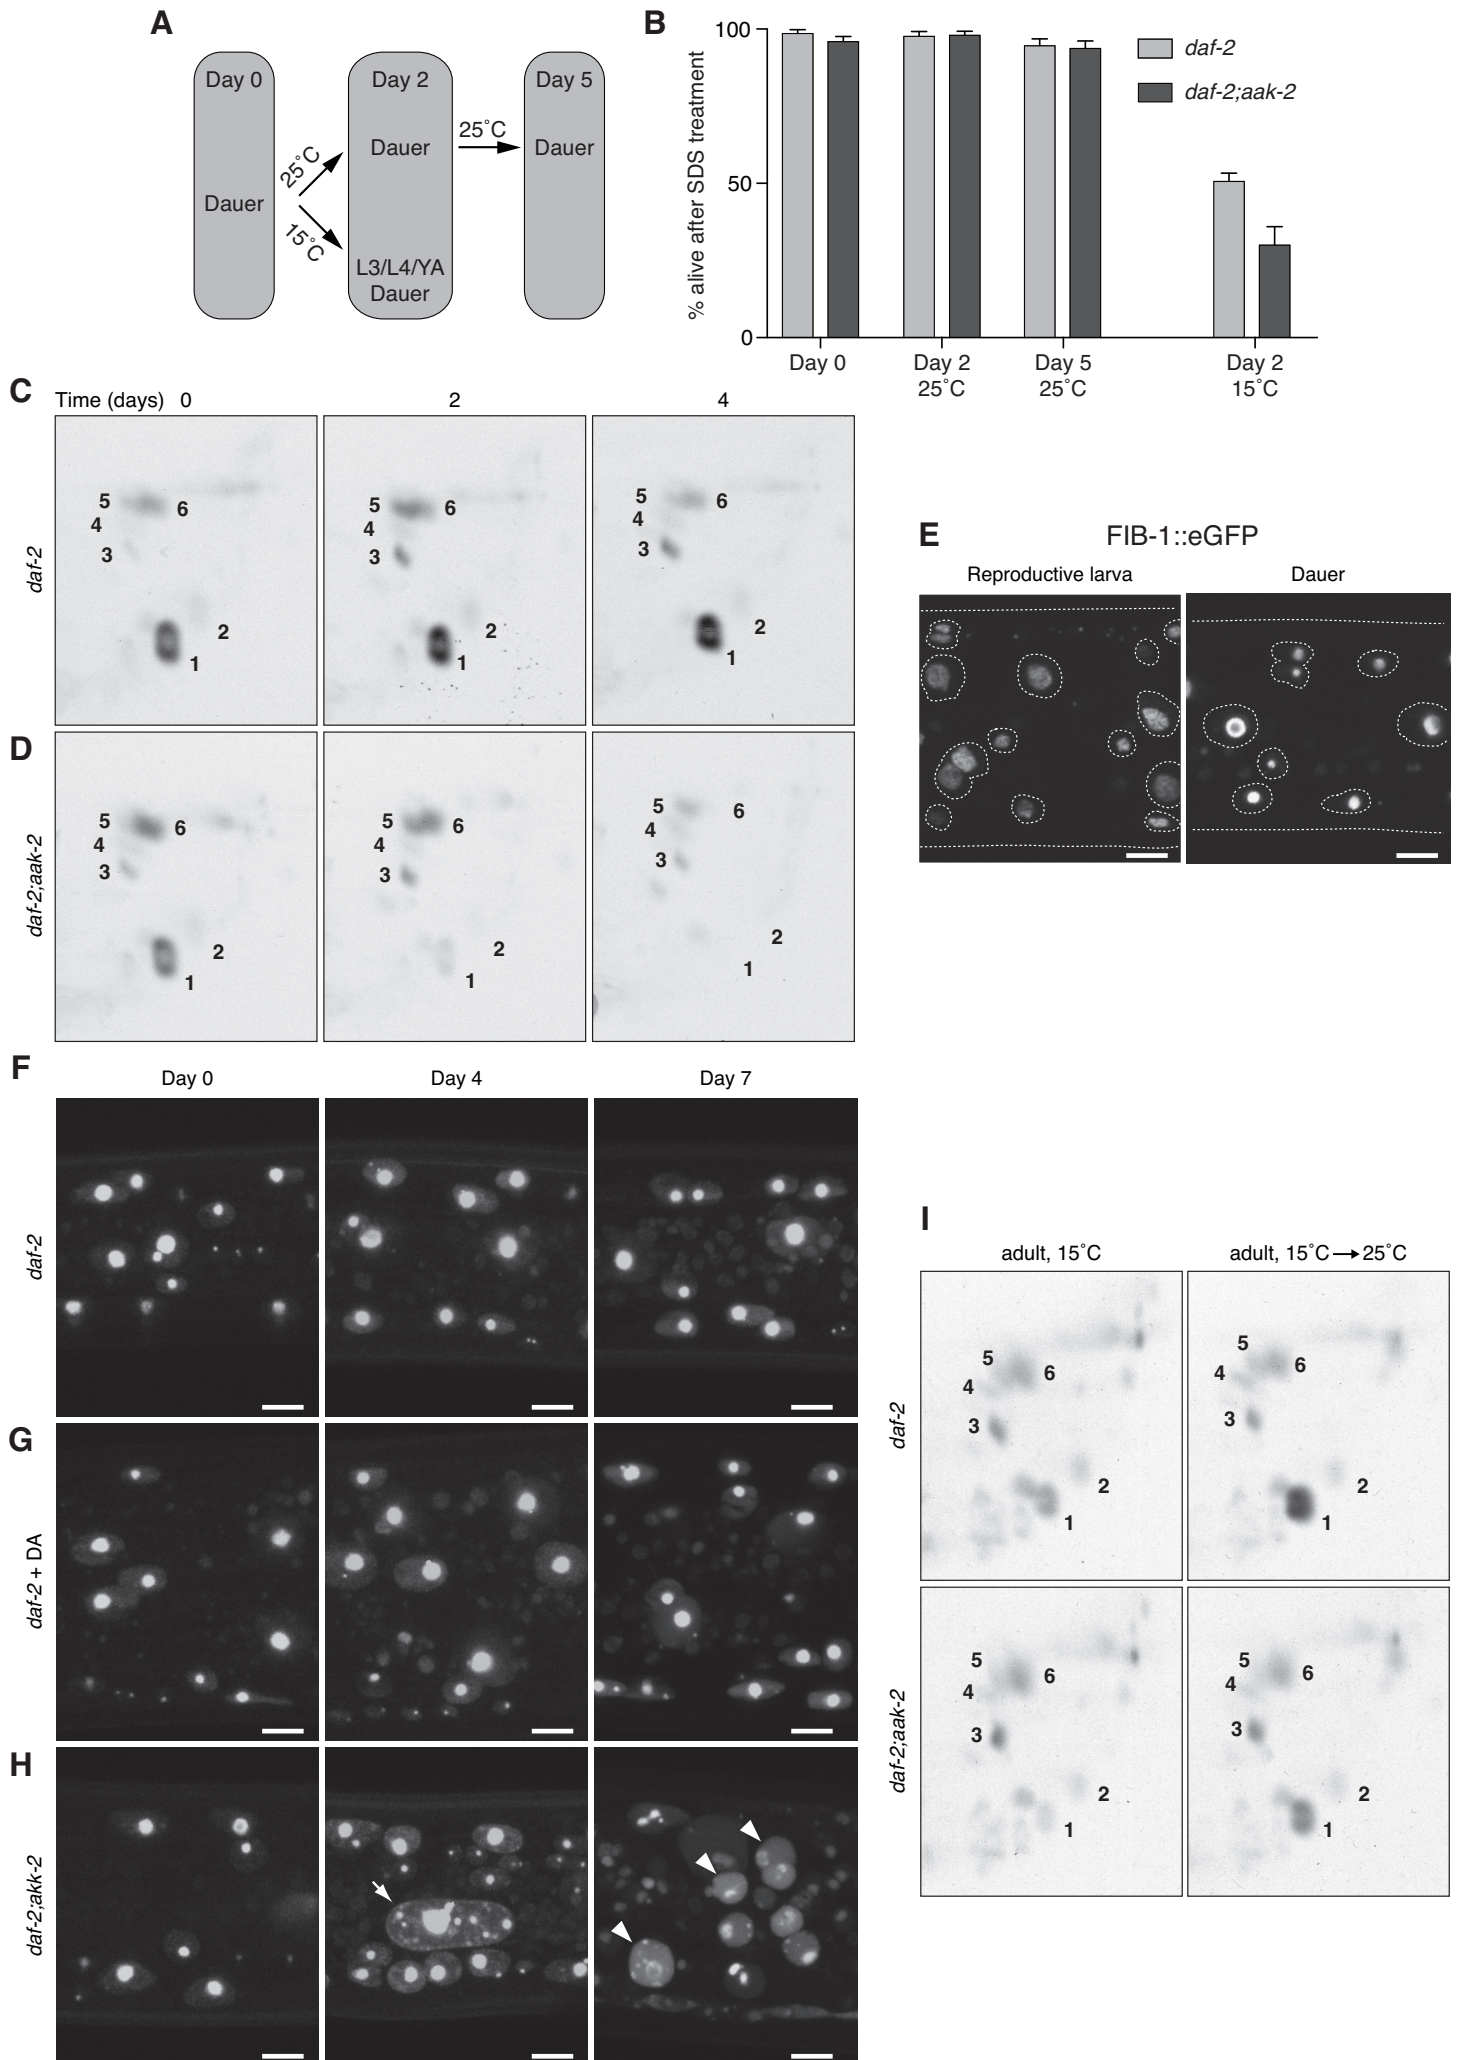 A
Day 0
Day 2
Day 5
Dauer
25˚C
15˚C
Dauer
L3/L4/YA
Dauer
25˚C
Dauer
B
% alive after SDS treatment
100
50
0
daf-2
daf-2;aak-2
Day 0
Day 2
25˚C
Day 5
25˚C
Day 2
15˚C
C
Time (days) 0 2 4
daf-2
5 6
4
3
2
1
5 6
4
3
2
1
5 6
4
3
2
1
D
daf-2;aak-2
5 6
4
3
2
1
5 6
4
3
2
1
5 6
4
3
2
1
E
FIB-1::eGFP
Reproductive larva
Dauer
F
Day 0 Day 4 Day 7
daf-2
G
daf-2 + DA
H
daf-2;akk-2
I
adult, 15˚C
adult, 15˚C → 25˚C
daf-2
5 6
4
3
2
1
5 6
4
3
2
1
daf-2;aak-2
5 6
4
3
2
1
5 6
4
3
2
1